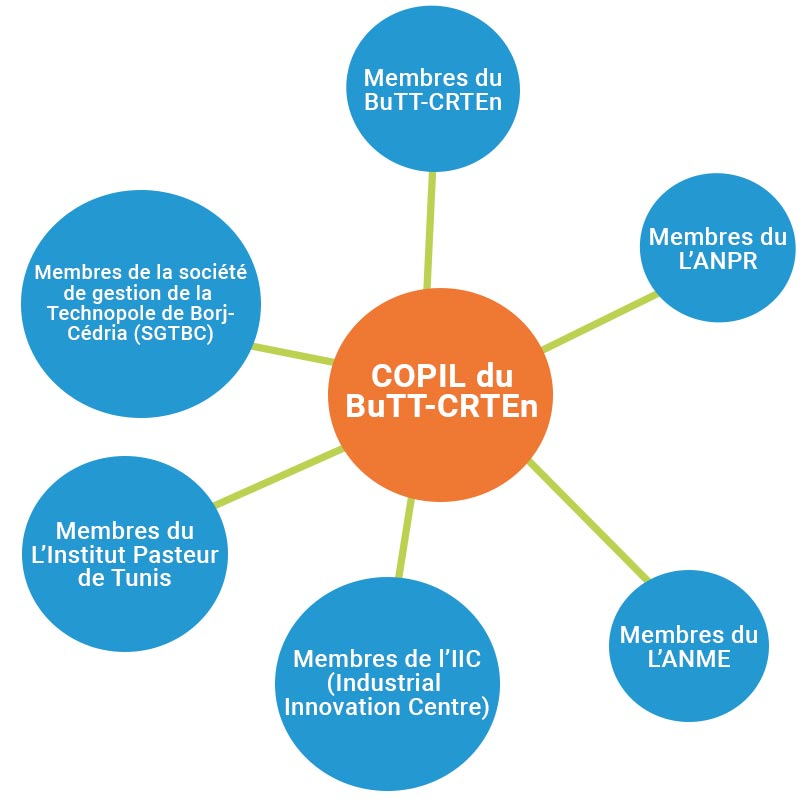 Membres du
BuTT-CRTEn
Membres du
L'ANPR
Membres de la société
de gestion de la
Technopole de Borj-
Cédria (SGTBC)
COPIL du
BuTT-CRTEn
Membres du
L'Institut Pasteur
de Tunis
Membres de l'IIC
(Industrial
Innovation Centre)
Membres du
L'ANME